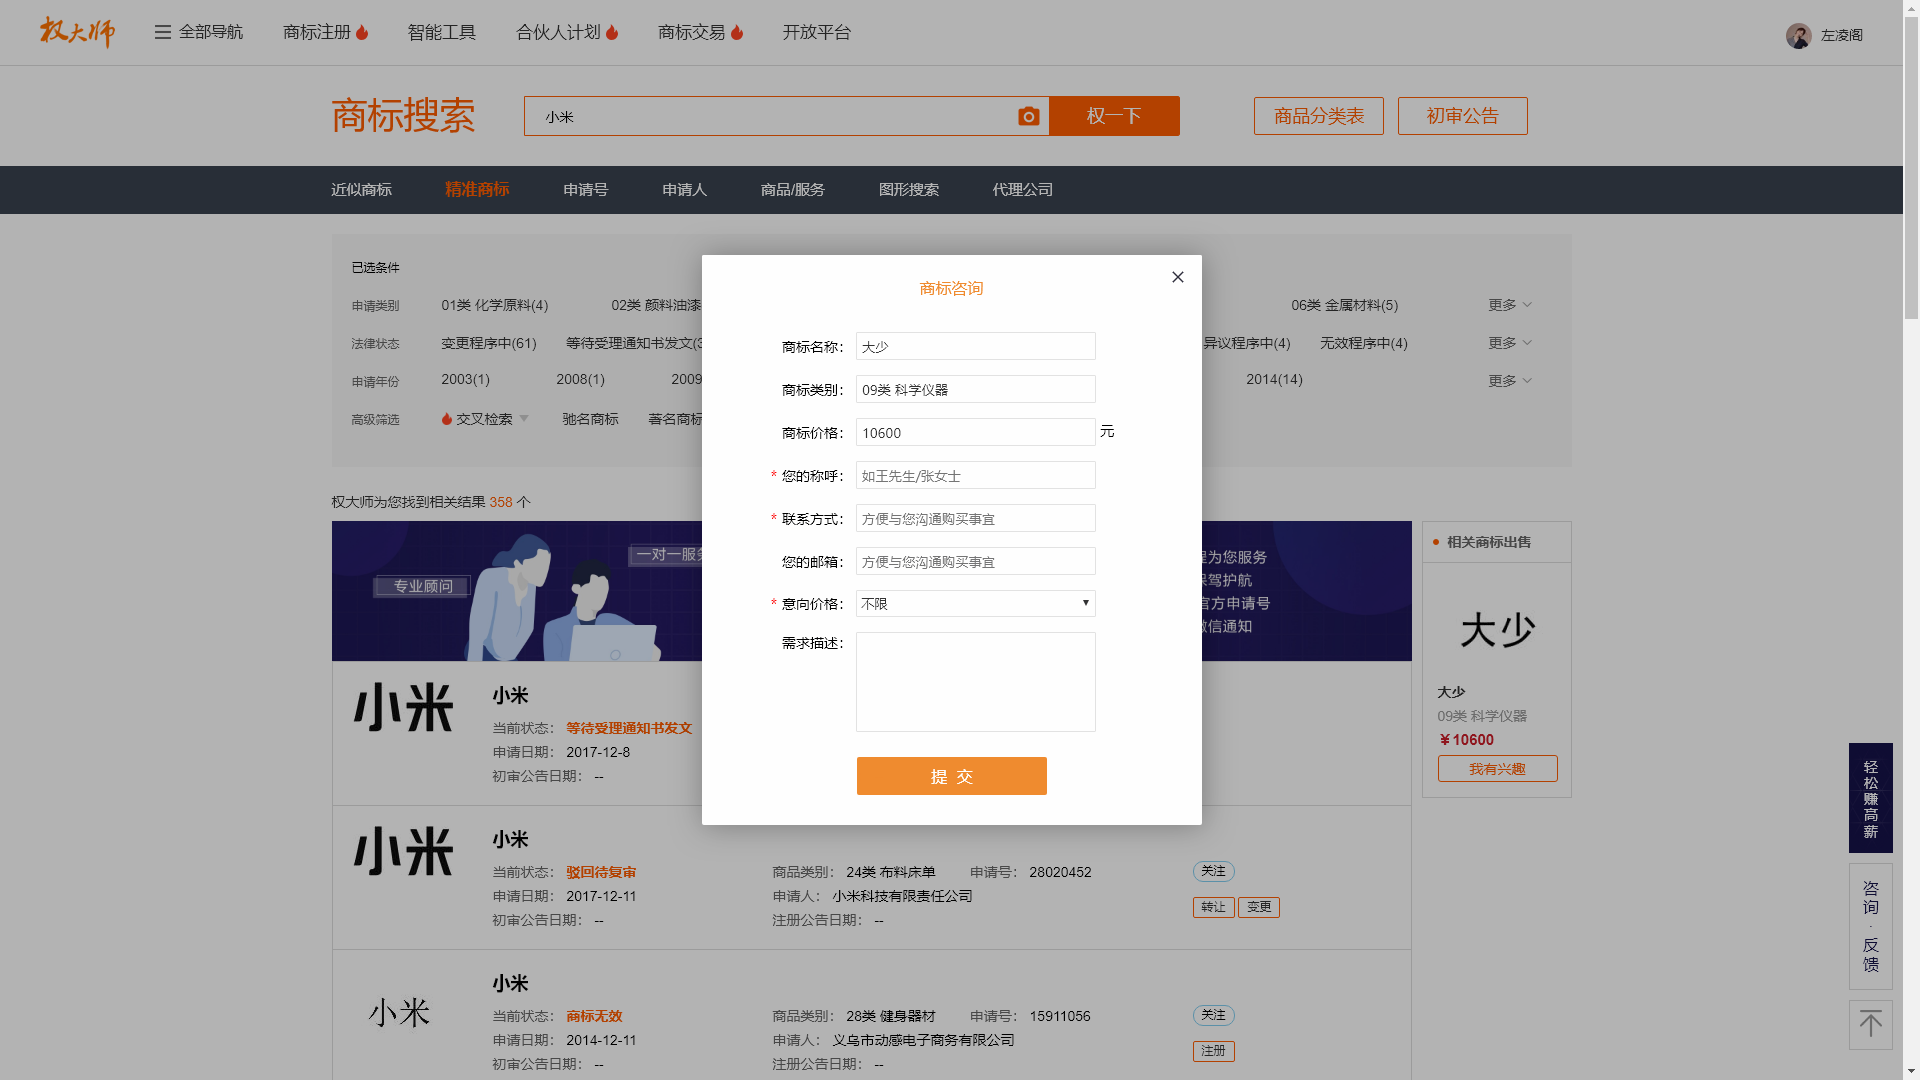 权大师
全部导航
商标注册
智能工具
合伙人计划
商标交易
开放平台
左凌阁
商标搜索
小米
权一下
商品分类表
初审公告
近似商标
精准商标
申请号
申请人
商品/服务
图形搜索
代理公司
已选条件
申请类别
01类 化学原料(4)
02类 颜料油漆
06类 金属材料(5)
更多
法律状态
变更程序中(61)
等待受理通知书发文(
异议程序中(4)
无效程序中(4)
更多
申请年份
2003(1)
2008(1)
2009
2014(14)
更多
高级筛选
交叉检索
驰名商标
著名商标
商标咨询
商标名称：
大少
商标类别：
09类 科学仪器
商标价格：
10600
元
* 您的称呼：
如王先生/张女士
* 联系方式：
方便与您沟通购买事宜
您的邮箱：
方便与您沟通购买事宜
* 意向价格：
不限
需求描述：
提 交
权大师为您找到相关结果 358 个
专业顾问
一对一服务
为您服务
驾护航
官方申请号
微信通知
相关商标出售
大少
大少
09类 科学仪器
¥10600
我有兴趣
小米
小米
当前状态：
等待受理通知书发文
申请日期：
2017-12-8
初审公告日期：
--
小米
小米
当前状态：
驳回待复审
商品类别：
24类 布料床单
申请号：
28020452
关注
申请日期：
2017-12-11
申请人：
小米科技有限责任公司
转让
变更
初审公告日期：
--
注册公告日期：
--
小米
小米
当前状态：
商标无效
商品类别：
28类 健身器材
申请号：
15911056
关注
申请日期：
2014-12-11
申请人：
义乌市动感电子商务有限公司
注册
初审公告日期：
--
注册公告日期：
--
轻松赚高薪
咨询·反馈